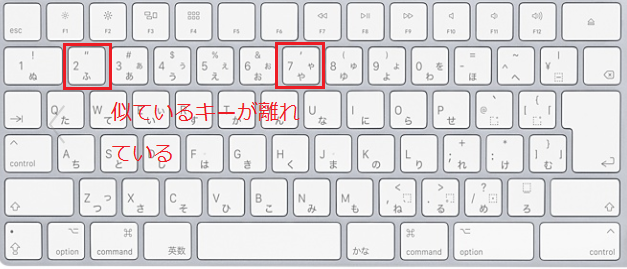 esc F1 F2 F3 F4 F5 F6 F7 F8 F9 F10 F11 F12
! " # $ % & ' ( )
1 ぬ 2 ふ 3 あ ぁ 4 う ぅ 5 え ぇ 6 お ぉ 7 や ゃ 8 ゆ ゅ 9 よ ょ 0 わ を - ほ ^ へ ¥ ー
Q た W て い す U な I に O ら P せ @ ゛ [ ゜ 「
似ているキーが離れ
ている
control A ち S と D し F は G き H く J ま K の L り ; れ + : け * ] む 」
Z つ っ X さ C そ V ひ B こ N み M も , ね < 、 . る > 。 / め ? ・ _ ろ
option command 英数 かな command control